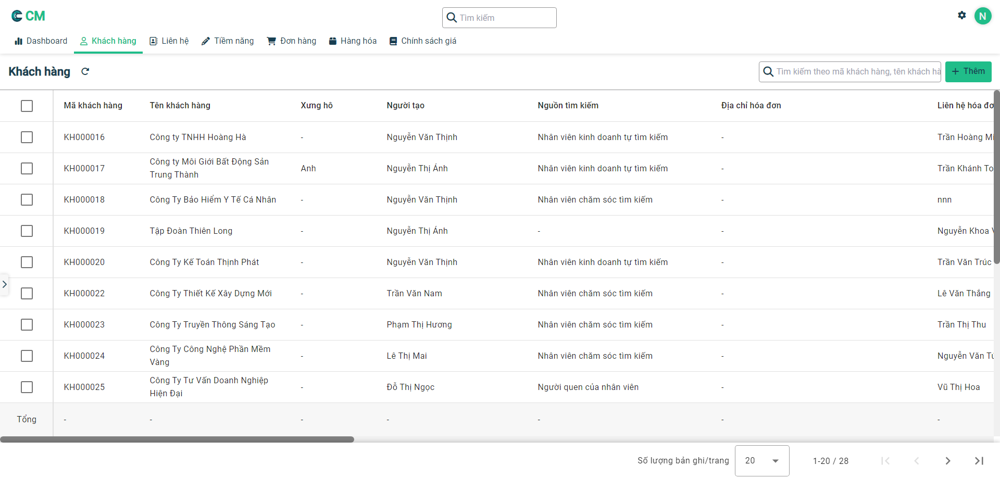 CM
Tìm kiếm
N
Dashboard Khách hàng Liên hệ Tiềm năng Đơn hàng Hàng hóa Chính sách giá
Khách hàng
Tìm kiếm theo mã khách hàng, tên khách hà
+ Thêm
Mã khách hàng Tên khách hàng Xưng hô Người tạo Nguồn tìm kiếm Địa chỉ hóa đơn Liên hệ hóa đơ
KH000016 Công ty TNHH Hoàng Hà - Nguyễn Văn Thịnh Nhân viên kinh doanh tự tìm kiếm - Trần Hoàng Mi
KH000017 Công ty Môi Giới Bất Động Sản Trung Thành Anh Nguyễn Thị Ánh Nhân viên kinh doanh tự tìm kiếm - Trần Khánh To
KH000018 Công Ty Bảo Hiểm Y Tế Cá Nhân - Nguyễn Văn Thịnh Nhân viên chăm sóc tìm kiếm - nnn
KH000019 Tập Đoàn Thiên Long - Nguyễn Thị Ánh - - Nguyễn Khoa V
KH000020 Công Ty Kế Toán Thịnh Phát - Nguyễn Văn Thịnh Nhân viên kinh doanh tự tìm kiếm - Trần Văn Trúc
KH000022 Công Ty Thiết Kế Xây Dựng Mới - Trần Văn Nam Nhân viên chăm sóc tìm kiếm - Lê Văn Thắng
KH000023 Công Ty Truyền Thông Sáng Tạo - Phạm Thị Hương Nhân viên chăm sóc tìm kiếm - Trần Thị Thu
KH000024 Công Ty Công Nghệ Phần Mềm Vàng - Lê Thị Mai Nhân viên chăm sóc tìm kiếm - Nguyễn Văn Tú
KH000025 Công Ty Tư Vấn Doanh Nghiệp Hiện Đại - Đỗ Thị Ngọc Người quen của nhân viên - Vũ Thị Hoa
Tổng - - - - - - -
Số lượng bản ghi/trang 20 1-20 / 28